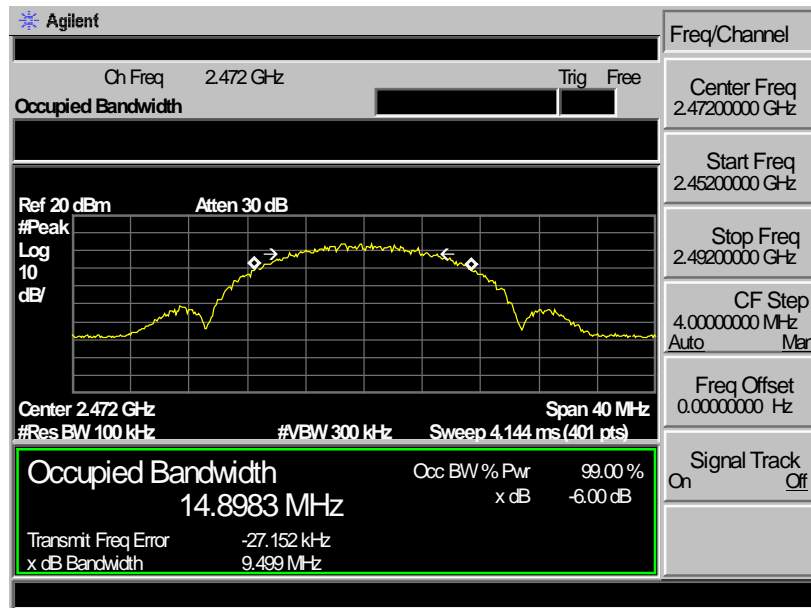 Agilent
Freq/Channel
Ch Freq 2.472 GHz Trig Free
Occupied Bandwidth
Center Freq
2.47200000 GHz
Start Freq
2.45200000 GHz
Stop Freq
2.49200000 GHz
CF Step
4.00000000 MHz
Auto Man
Freq Offset
0.00000000 Hz
Signal Track
On Off
Ref 20 dBm Atten 30 dB
#Peak
Log
10
dB/
Center 2.472 GHz Span 40 MHz
#Res BW 100 kHz #VBW 300 kHz Sweep 4.144 ms (401 pts)
Occupied Bandwidth
14.8983 MHz
Occ BW % Pwr 99.00 %
x dB -6.00 dB
Transmit Freq Error -27.152 kHz
x dB Bandwidth 9.499 MHz